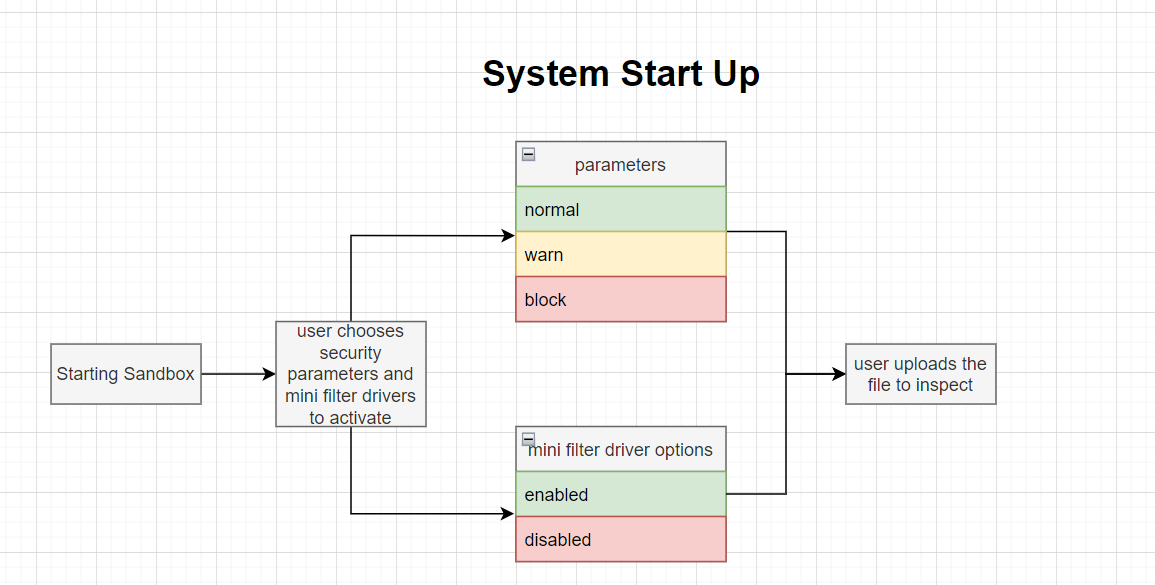 System Start Up
parameters
normal
warn
block
Starting Sandbox
user chooses
security
parameters and
mini filter drivers
to activate
mini filter driver options
enabled
disabled
user uploads the
file to inspect